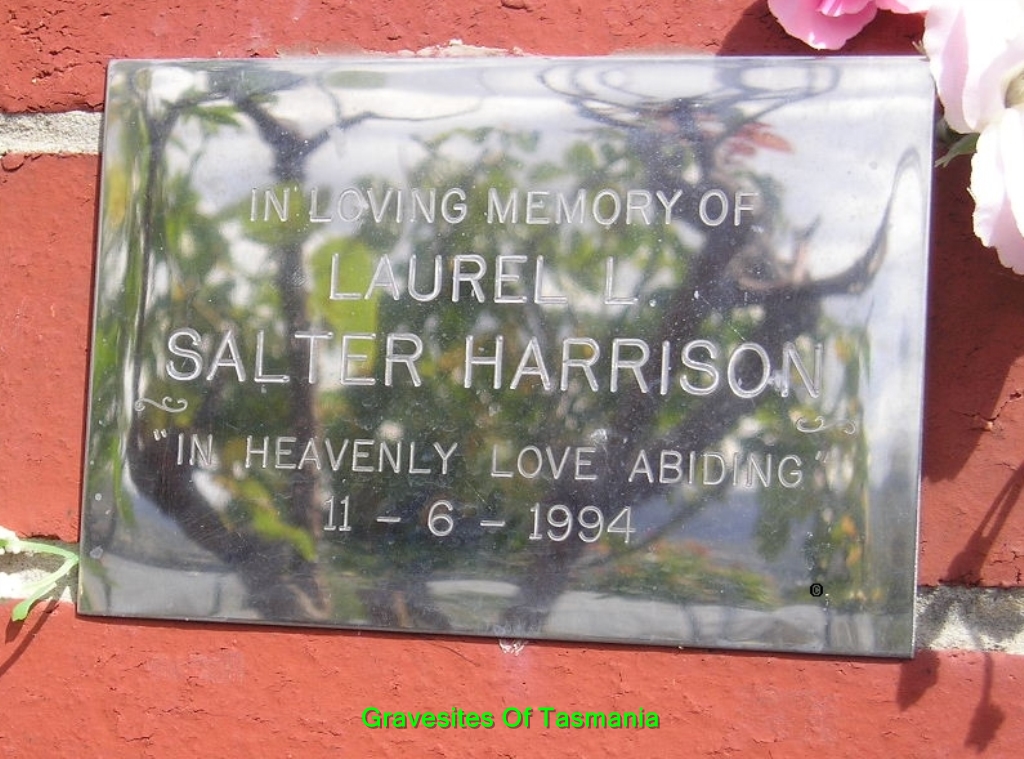 IN LOVING MEMORY OF
LAUREL L.
SALTER HARRISON
"IN HEAVENLY LOVE ABIDING"
11 - 6 - 1994
©
Gravesites Of Tasmania